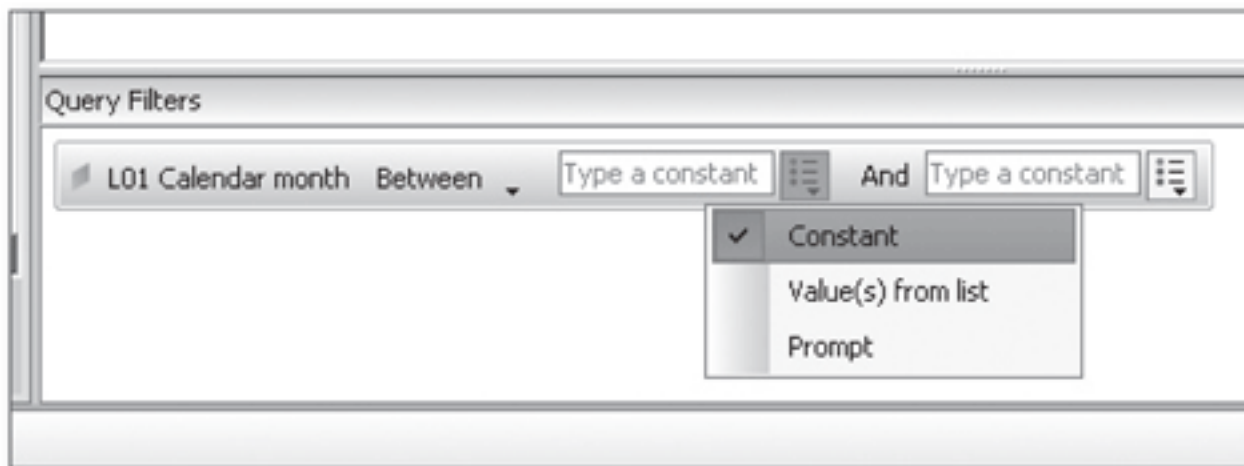 Query Filters
L01 Calendar month Between Type a constant And Type a constant
Constant
Value(s) from list
Prompt